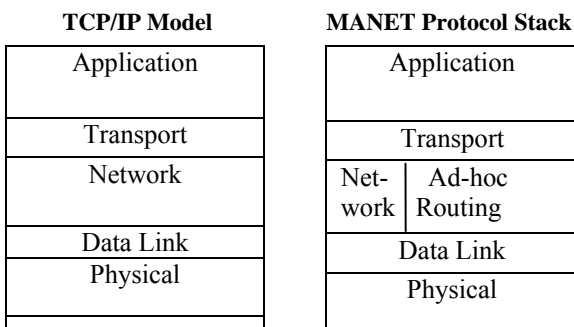 TCP/IP Model
Application
Transport
Network
Data Link
Physical
MANET Protocol Stack
Application
Transport
Net-
work
Ad-hoc
Routing
Data Link
Physical